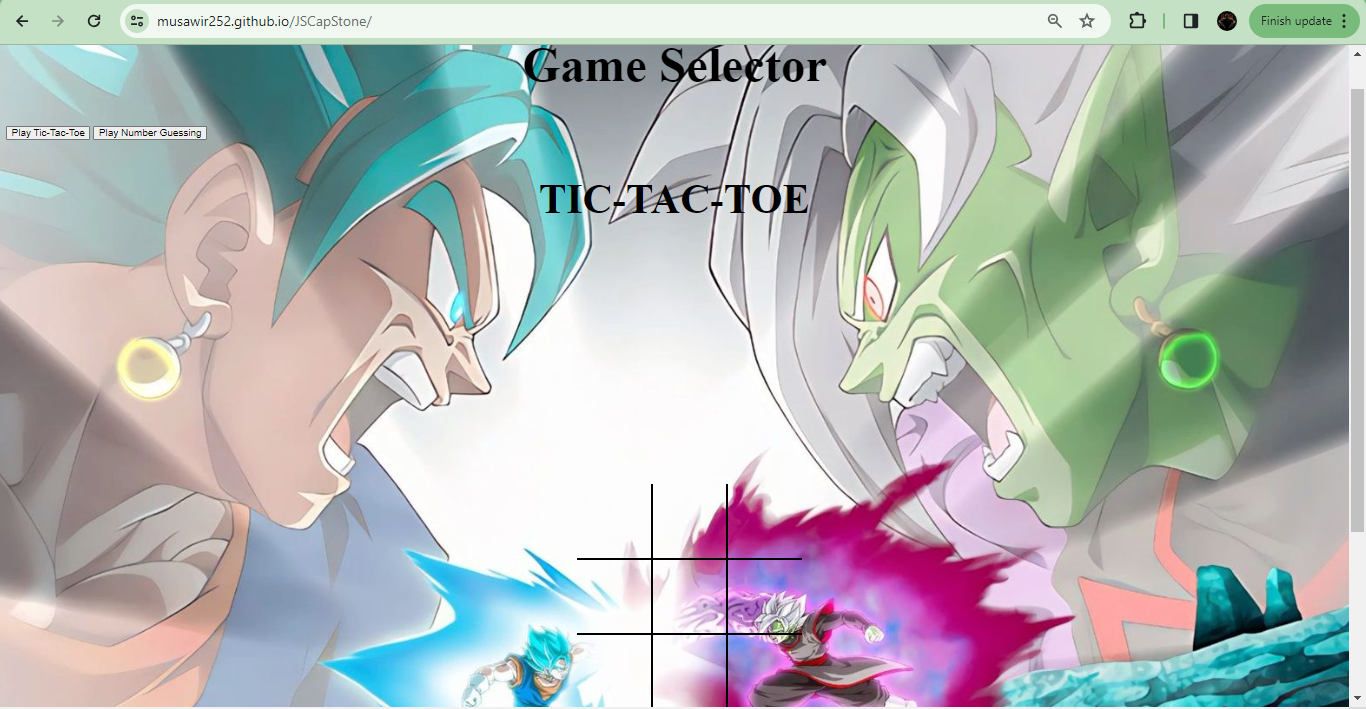 musawir252.github.io/JSCapStone/
Finish update
Game Selector
Play Tic-Tac-Toe Play Number Guessing
TIC-TAC-TOE